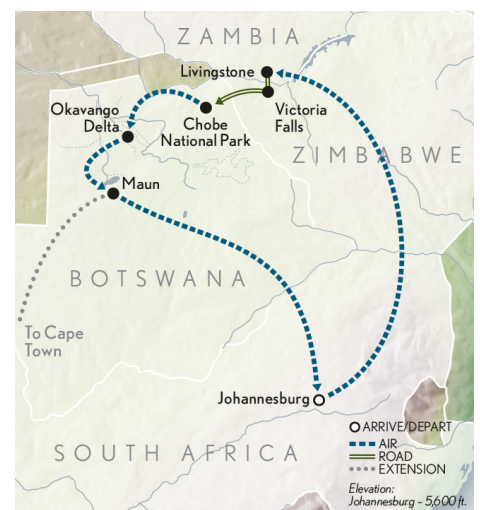 ZAMBIA
Livingstone
Okavango
Delta
Chobe
National Park
Victoria
Falls
ZIMBABWE
Maun
BOTSWANA
To Cape
Town
Johannesburg
ARRIVE/DEPART
AIR
ROAD
EXTENSION
SOUTH AFRICA
Elevation:
Johannesburg – 5,600 ft.